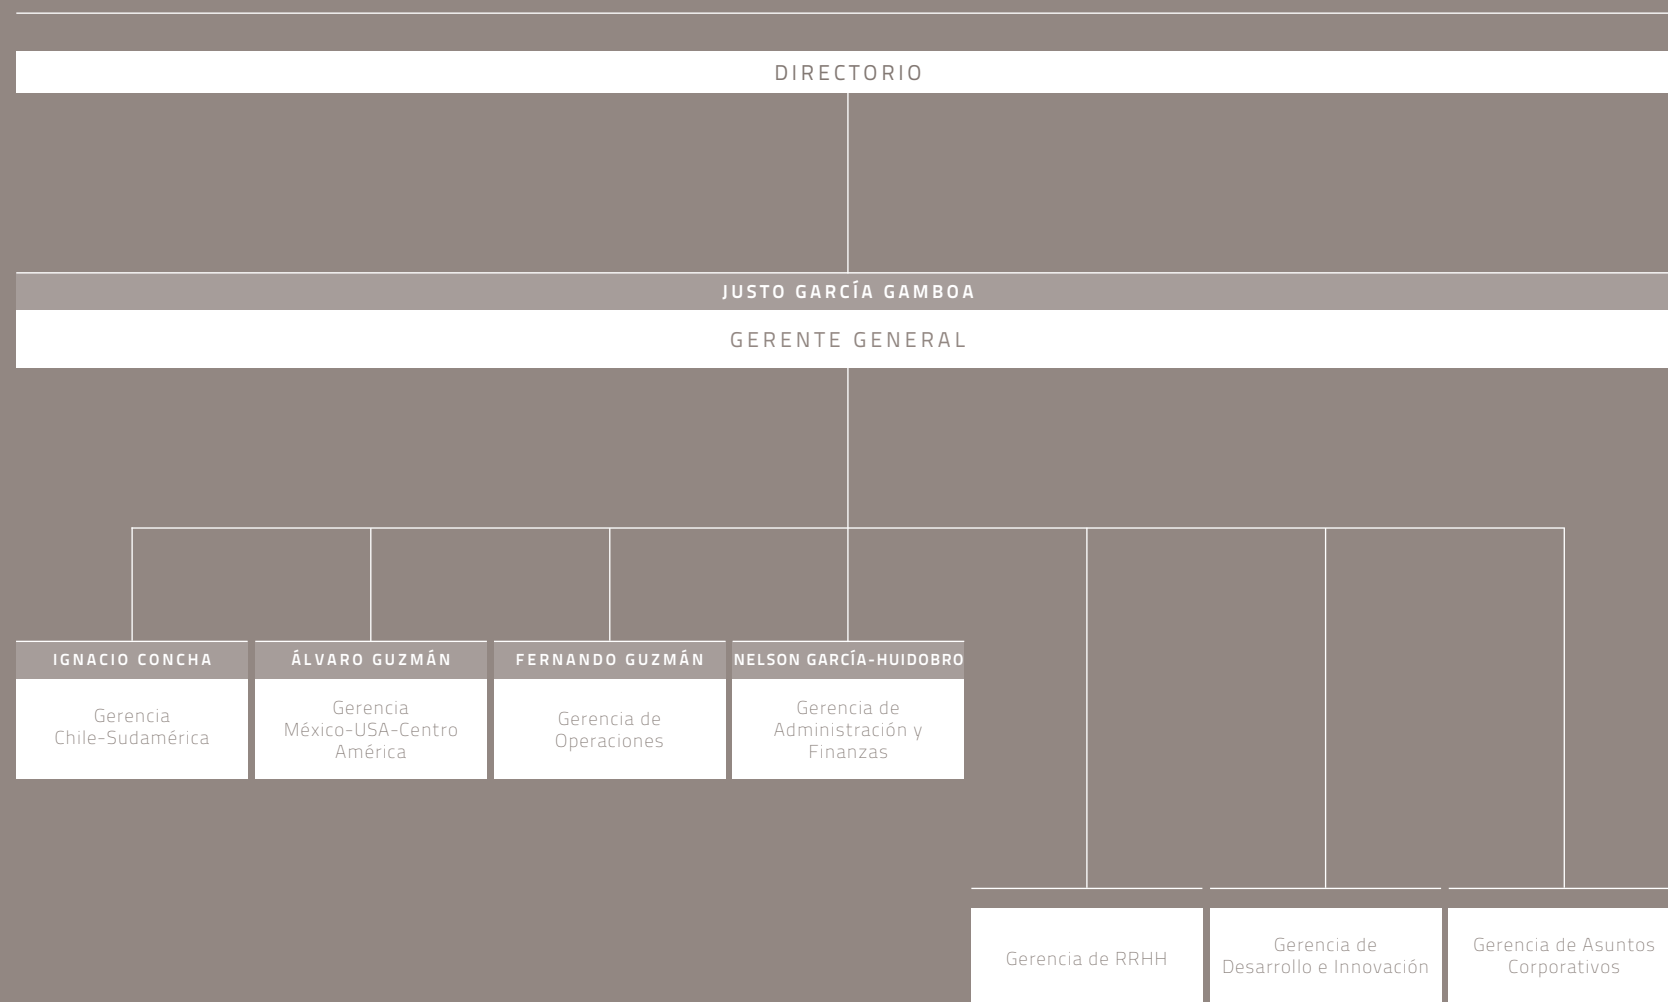 DIRECTORIO
JUSTO GARCÍA GAMBOA
GERENTE GENERAL
IGNACIO CONCHA
Gerencia
Chile-Sudamérica
ÁLVARO GUZMÁN
Gerencia
México-USA-Centro
América
FERNANDO GUZMÁN
Gerencia de
Operaciones
NELSON GARCÍA-HUIDOBRO
Gerencia de
Administración y
Finanzas
Gerencia de RRHH
Gerencia de
Desarrollo e Innovación
Gerencia de Asuntos
Corporativos